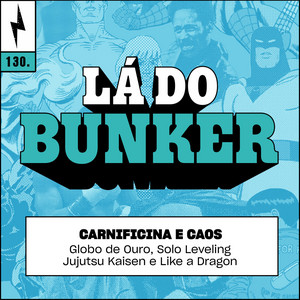 130.
LÁ DO
BUNKER
CARNIFICINA E CAOS
Globo de Ouro, Solo Leveling
Jujutsu Kaisen e Like a Dragon